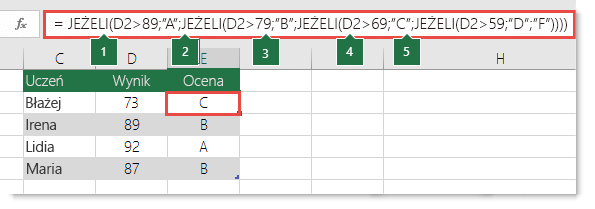 fx = JEŻELI(D2>89;"A";JEŻELI(D2>79;"B";JEŻELI(D2>69;"C";JEŻELI(D2>59;"D","F"))))
1 2 3 4 5
C D E H
Uczeń Wynik Ocena
Błażej 73 C
Irena 89 B
Lidia 92 A
Maria 87 B